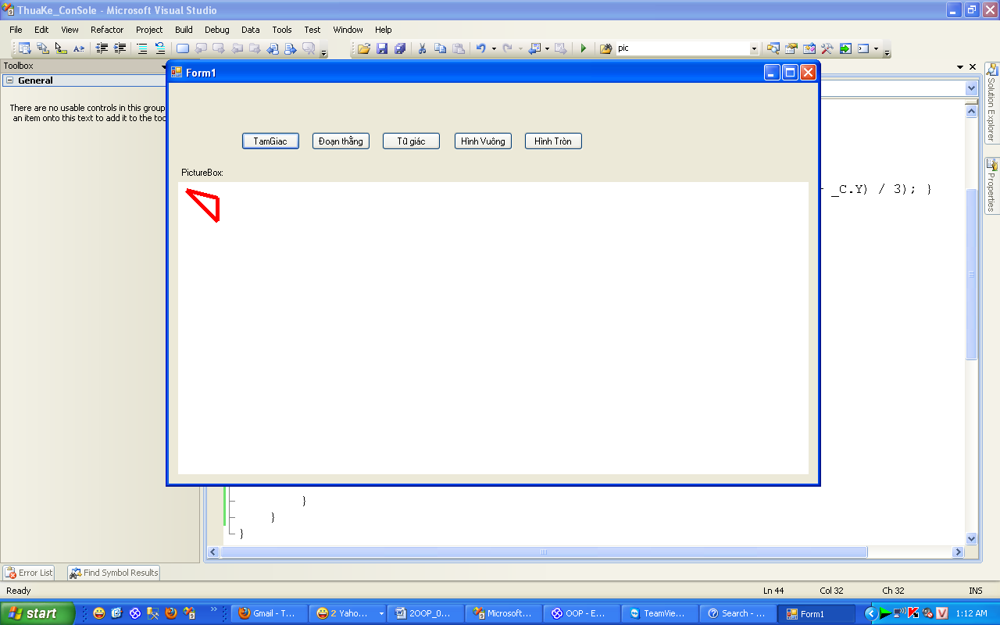 ThuaKe_ConSole - Microsoft Visual Studio
File Edit View Refactor Project Build Debug Data Tools Test Window Help
pic
Toolbox
General
There are no usable controls in this group
an item onto this text to add it to the too
Form1
TamGiac Đoạn thẳng Tứ giác Hình Vuông Hình Tròn
PictureBox:
_C.Y) / 3); }
Solution Explorer
Properties
}
}
}
Error List Find Symbol Results
Ready Ln 44 Col 32 Ch 32 INS
start Gmail - T... 2 Yaho... 2OOP_0... Microsoft... OOP - E... TeamVie... Search - ... Form1 1:12 AM